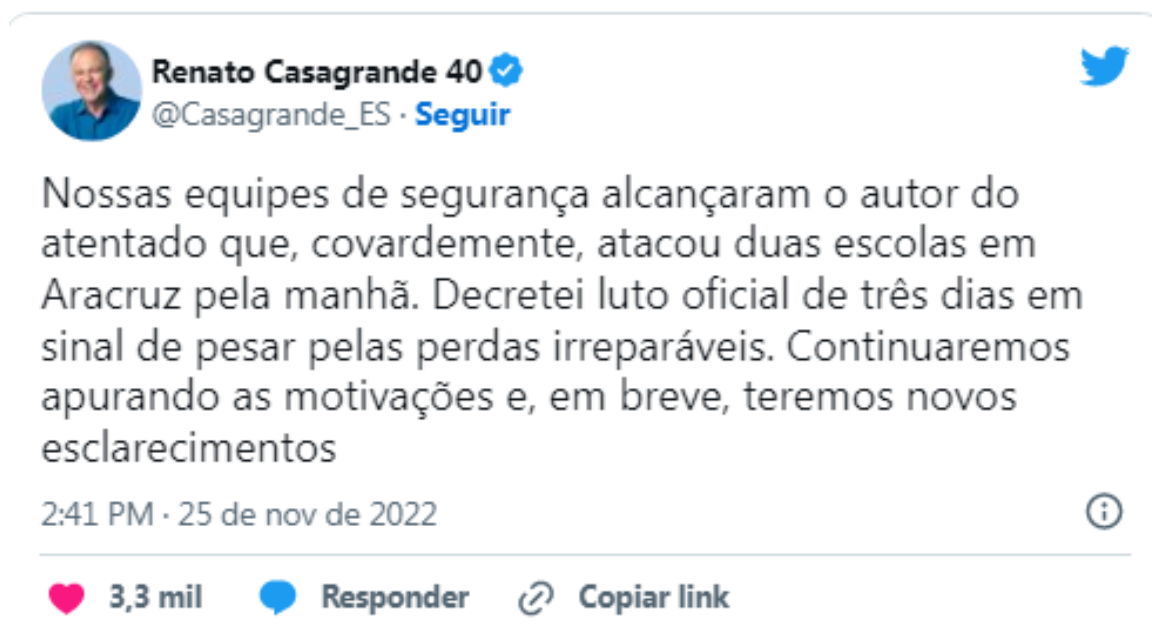 Renato Casagrande 40
@Casagrande_ES · Seguir
Nossas equipes de segurança alcançaram o autor do
atentado que, covardemente, atacou duas escolas em
Aracruz pela manhã. Decretei luto oficial de três dias em
sinal de pesar pelas perdas irreparáveis. Continuaremos
apurando as motivações e, em breve, teremos novos
esclarecimentos
2:41 PM · 25 de nov de 2022
3,3 mil Responder Copiar link